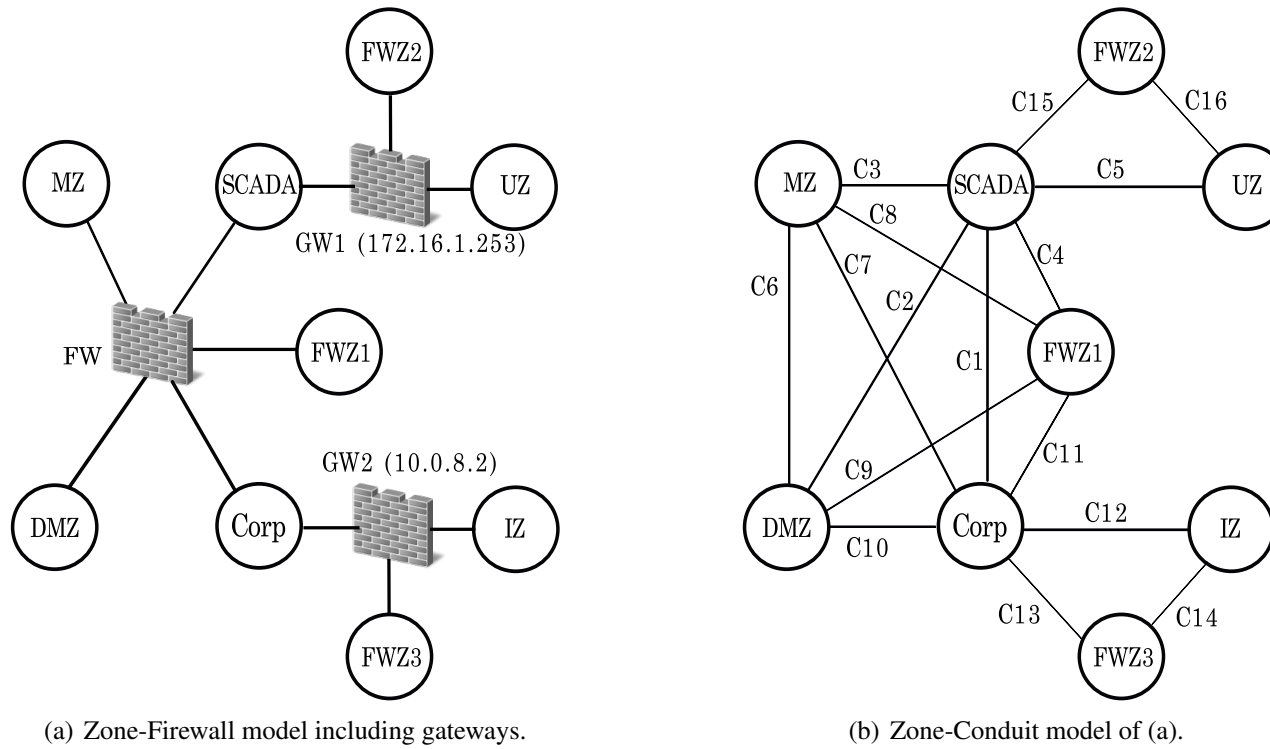 FWZ2
MZ
SCADA
UZ
GW1 (172.16.1.253)
FW
FWZ1
GW2 (10.0.8.2)
DMZ
Corp
IZ
FWZ3
(a) Zone-Firewall model including gateways.
FWZ2
C15
C16
MZ
C3
SCADA
C5
UZ
C8
C4
C6
C7
C2
C1
FWZ1
C9
C11
DMZ
C10
Corp
C12
IZ
C13
C14
FWZ3
(b) Zone-Conduit model of (a).